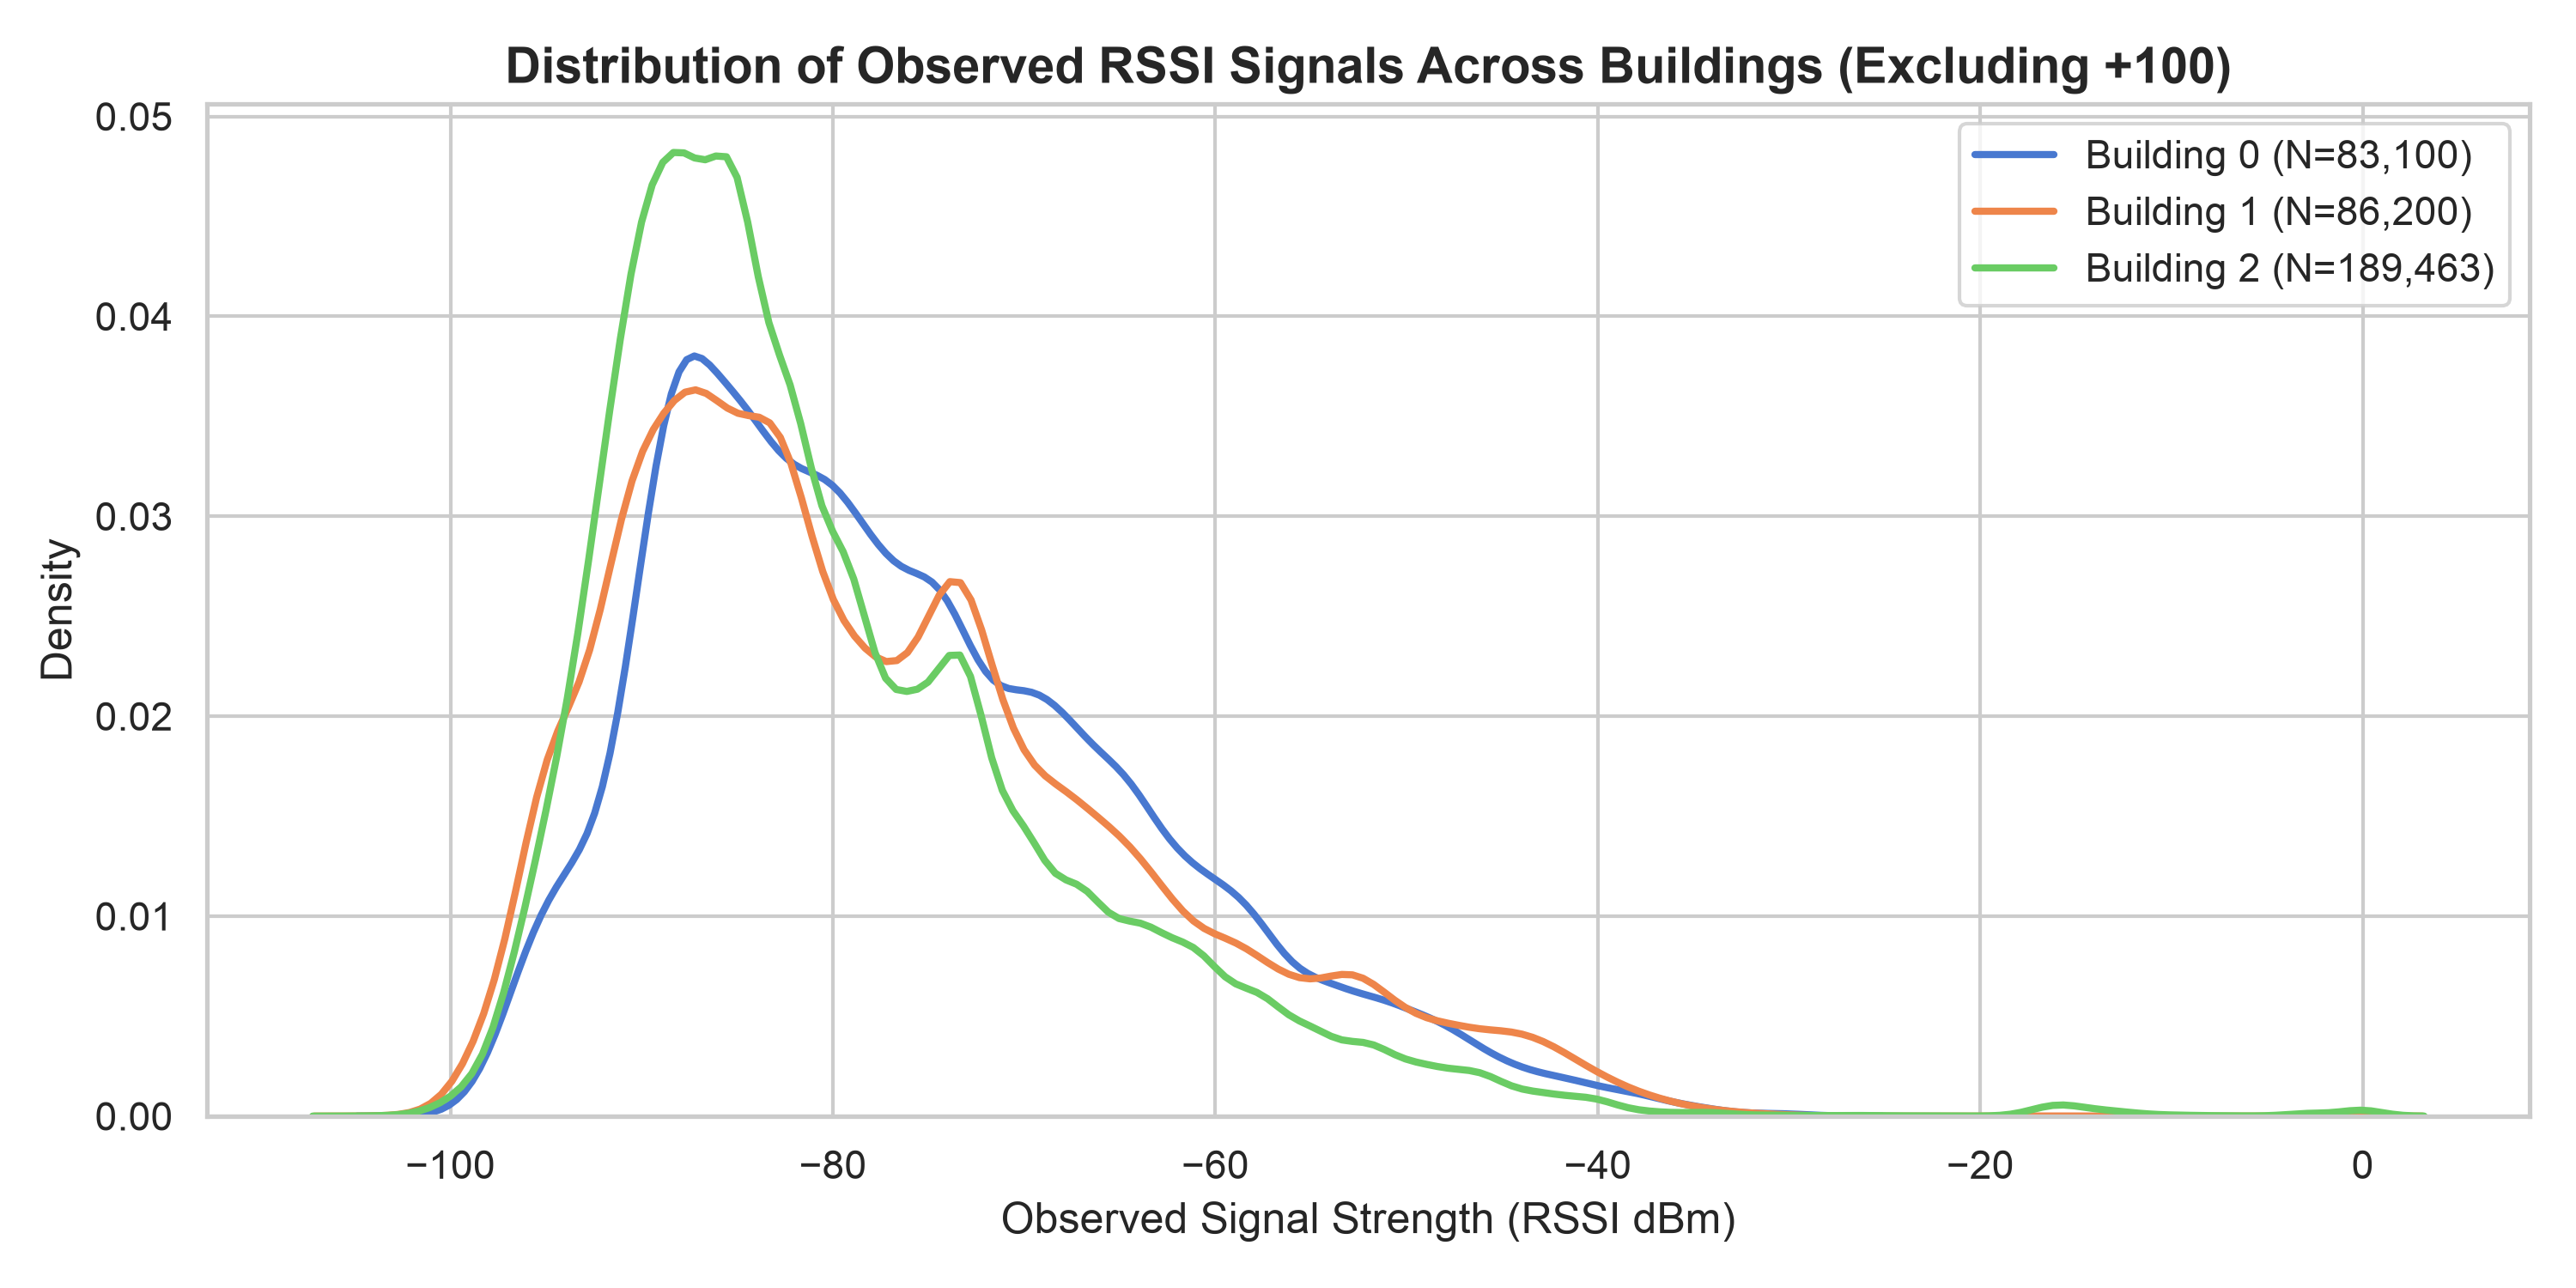 Distribution of Observed RSSI Signals Across Buildings (Excluding +100)
0.05
0.04
0.03
0.02
0.01
0.00
Density
Building 0 (N=83,100)
Building 1 (N=86,200)
Building 2 (N=189,463)
−100
−80
−60
−40
−20
0
Observed Signal Strength (RSSI dBm)